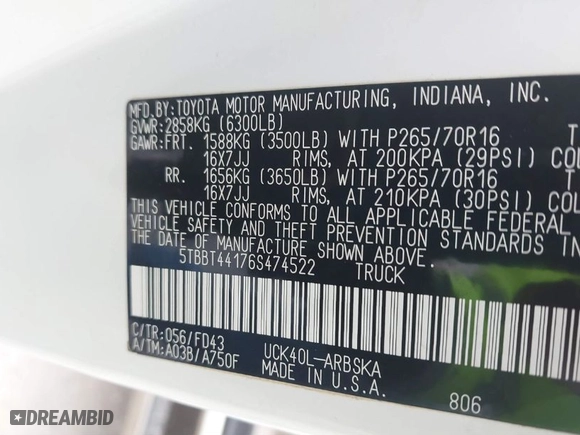 MFD.BY:TOYOTA MOTOR MANUFACTURING, INDIANA, INC.
GVWR:2858KG (6300LB)
GAWR:FRT. 1588KG (3500LB) WITH P265/70R16
16X7JJ RIMS, AT 200KPA (29PSI) COL
RR. 1656KG (3650LB) WITH P265/70R16
16X7JJ RIMS, AT 210KPA (30PSI) COL
THIS VEHICLE CONFORMS TO ALL APPLICABLE FEDERAL
VEHICLE SAFETY AND THEFT PREVENTION STANDARDS IN
THE DATE OF MANUFACTURE SHOWN ABOVE.
5TBBT44176S474522 TRUCK
C/TR:056/FD43 UCK40L-ARBSKA
A/TM:A03B/A750F MADE IN U.S.A.
806
DREAMBID